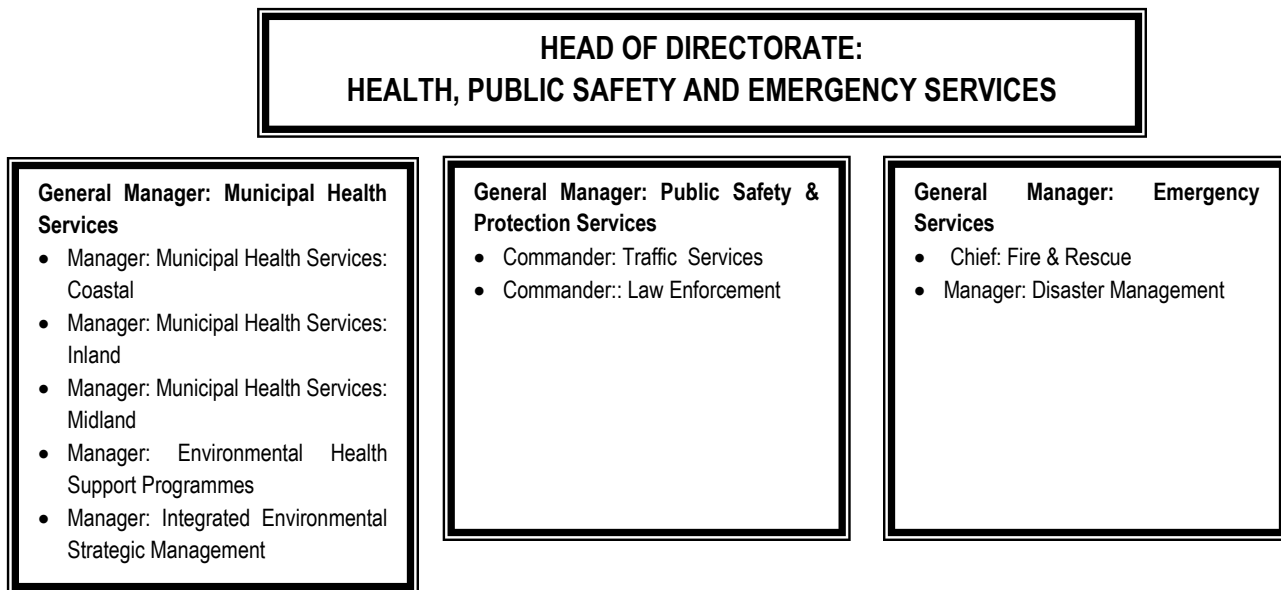 HEAD OF DIRECTORATE:
HEALTH, PUBLIC SAFETY AND EMERGENCY SERVICES
General Manager: Municipal Health
Services
• Manager: Municipal Health Services:
Coastal
• Manager: Municipal Health Services:
Inland
• Manager: Municipal Health Services:
Midland
• Manager: Environmental Health
Support Programmes
• Manager: Integrated Environmental
Strategic Management
General Manager: Public Safety &
Protection Services
• Commander: Traffic Services
• Commander:: Law Enforcement
General Manager: Emergency
Services
• Chief: Fire & Rescue
• Manager: Disaster Management